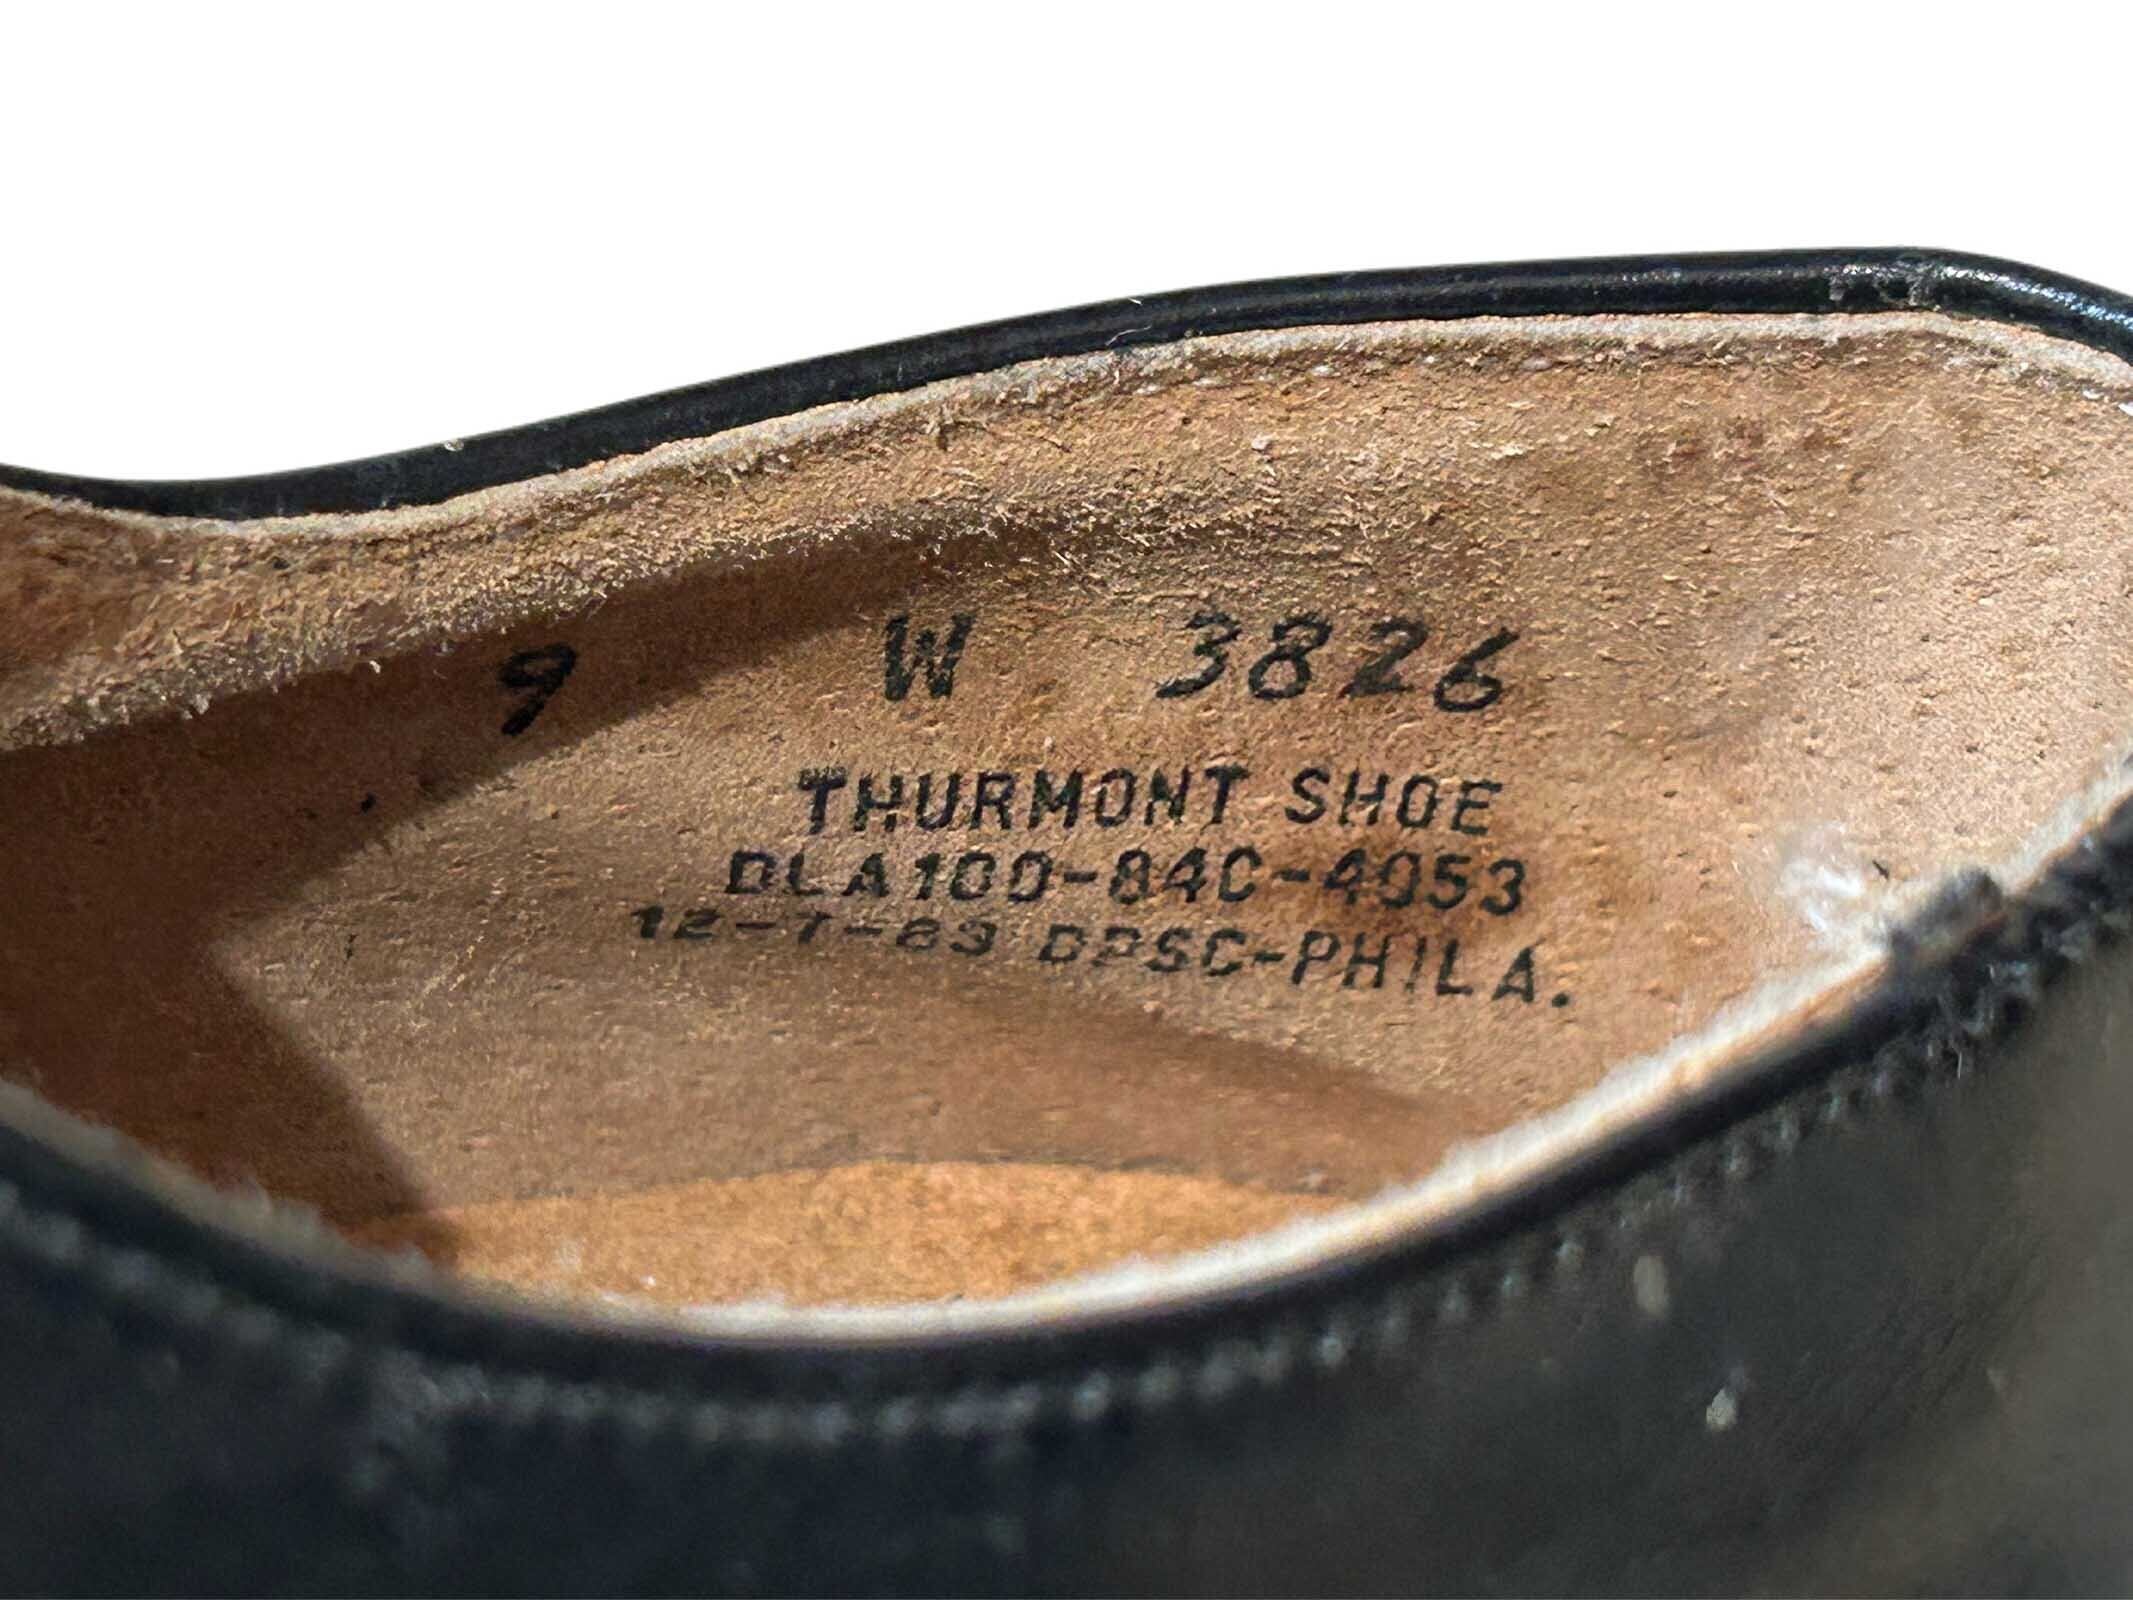 9 W 3826
THURMONT SHOE
DLA100-84C-4053
12-7-83 DPSC-PHILA.